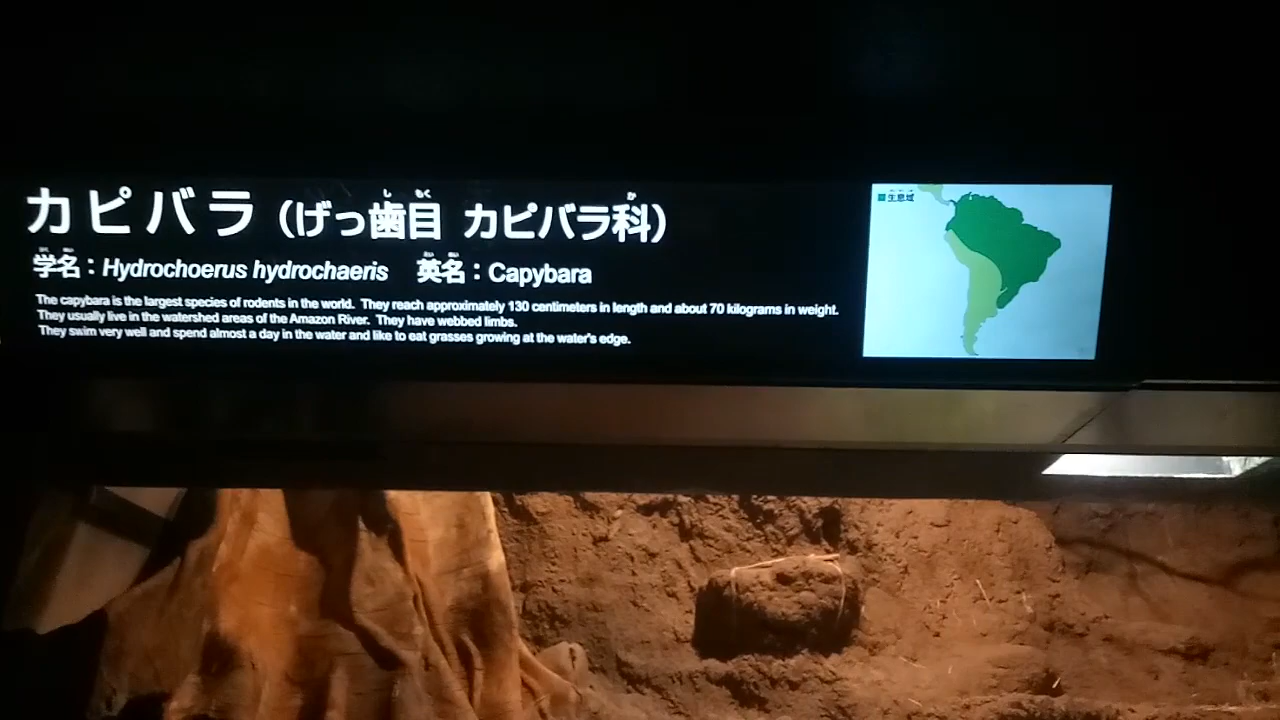 カピバラ (げっ歯目 カピバラ科)
学名：Hydrochoerus hydrochaeris 英名：Capybara
The capybara is the largest species of rodents in the world. They reach approximately 130 centimeters in length and about 70 kilograms in weight.
They usually live in the watershed areas of the Amazon River. They have webbed limbs.
They swim very well and spend almost a day in the water and like to eat grasses growing at the water's edge.
生息域